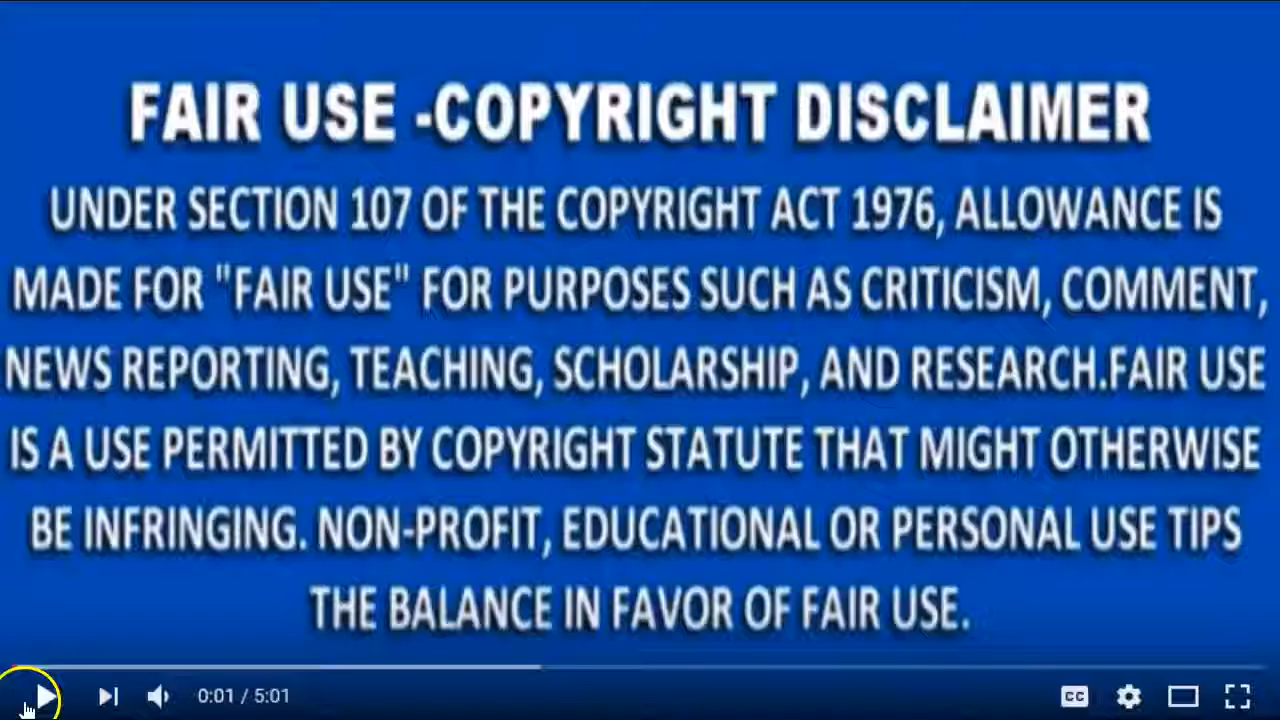 FAIR USE -COPYRIGHT DISCLAIMER
UNDER SECTION 107 OF THE COPYRIGHT ACT 1976, ALLOWANCE IS
MADE FOR "FAIR USE" FOR PURPOSES SUCH AS CRITICISM, COMMENT,
NEWS REPORTING, TEACHING, SCHOLARSHIP, AND RESEARCH.FAIR USE
IS A USE PERMITTED BY COPYRIGHT STATUTE THAT MIGHT OTHERWISE
BE INFRINGING. NON-PROFIT, EDUCATIONAL OR PERSONAL USE TIPS
THE BALANCE IN FAVOR OF FAIR USE.
0:01 / 5:01 CC